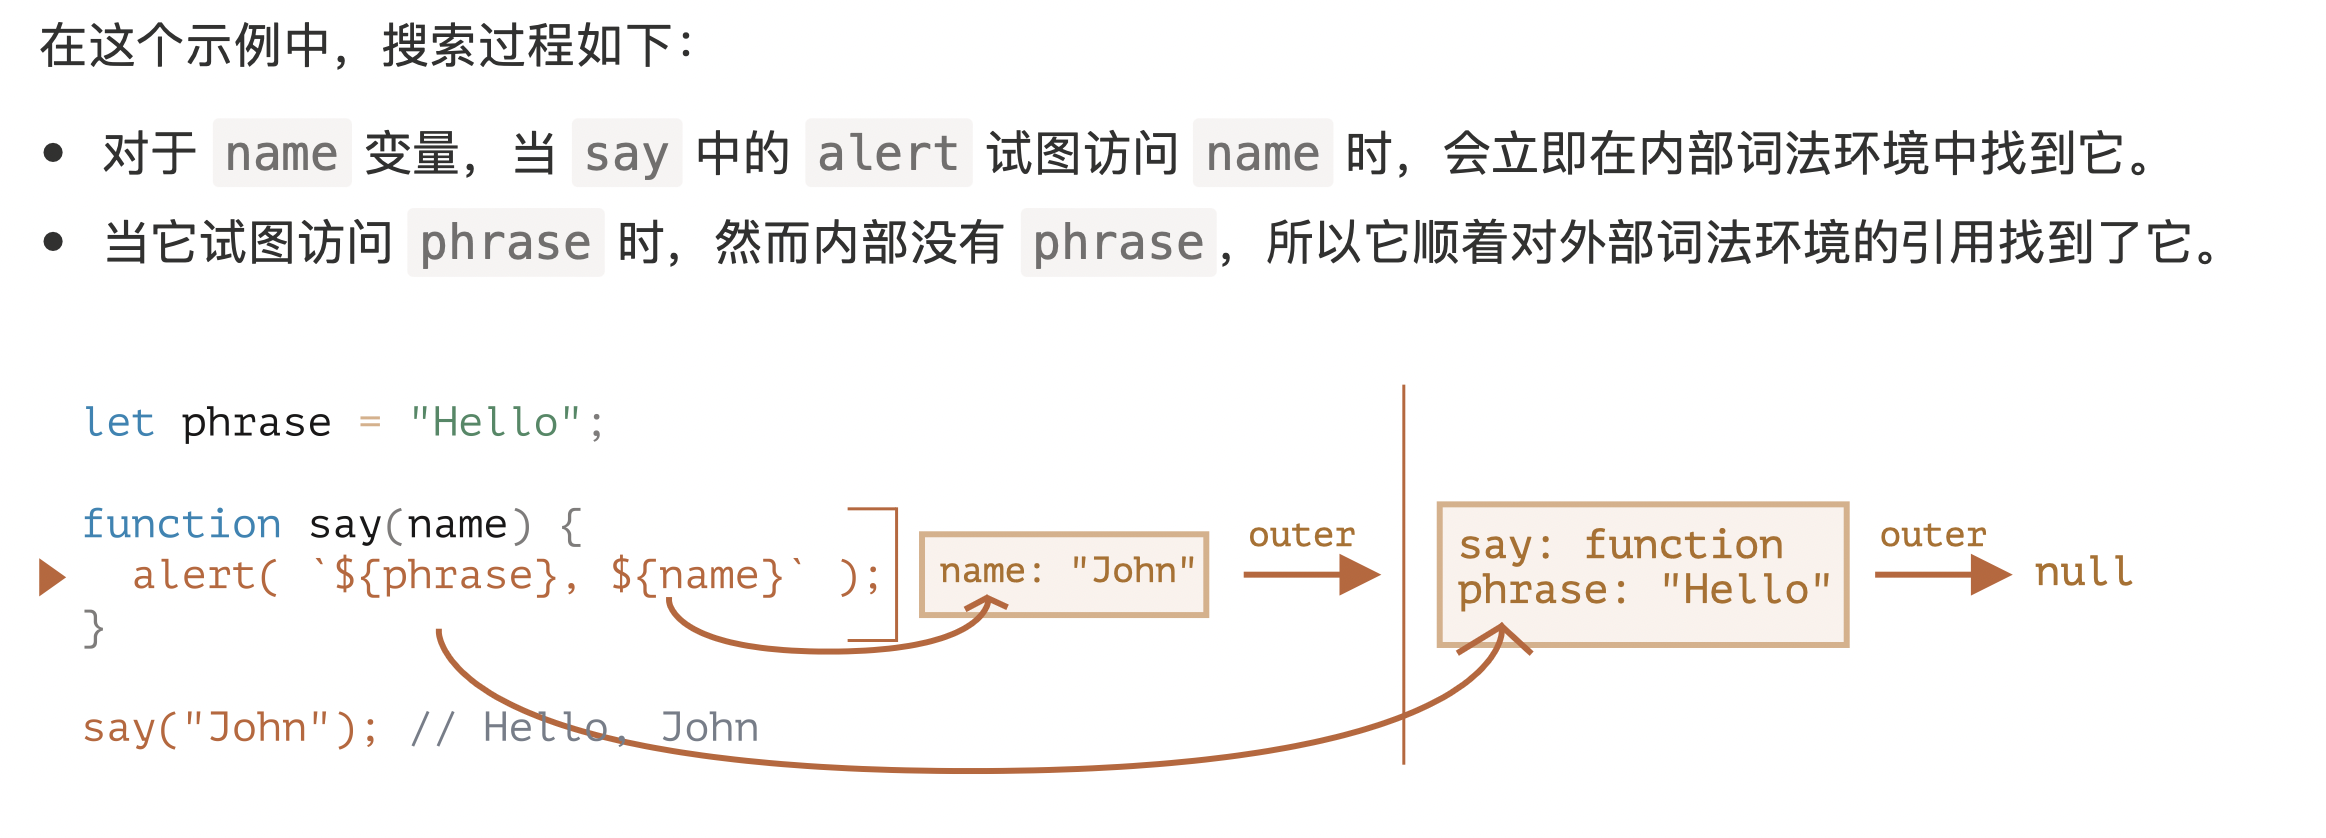 在这个示例中，搜索过程如下：
• 对于 name 变量，当 say 中的 alert 试图访问 name 时，会立即在内部词法环境中找到它。
• 当它试图访问 phrase 时，然而内部没有 phrase，所以它顺着对外部词法环境的引用找到了它。
let phrase = "Hello";
function say(name) {
alert( `${phrase}, ${name}` );
}
say("John"); // Hello, John
name: "John"
outer
say: function
phrase: "Hello"
outer
null